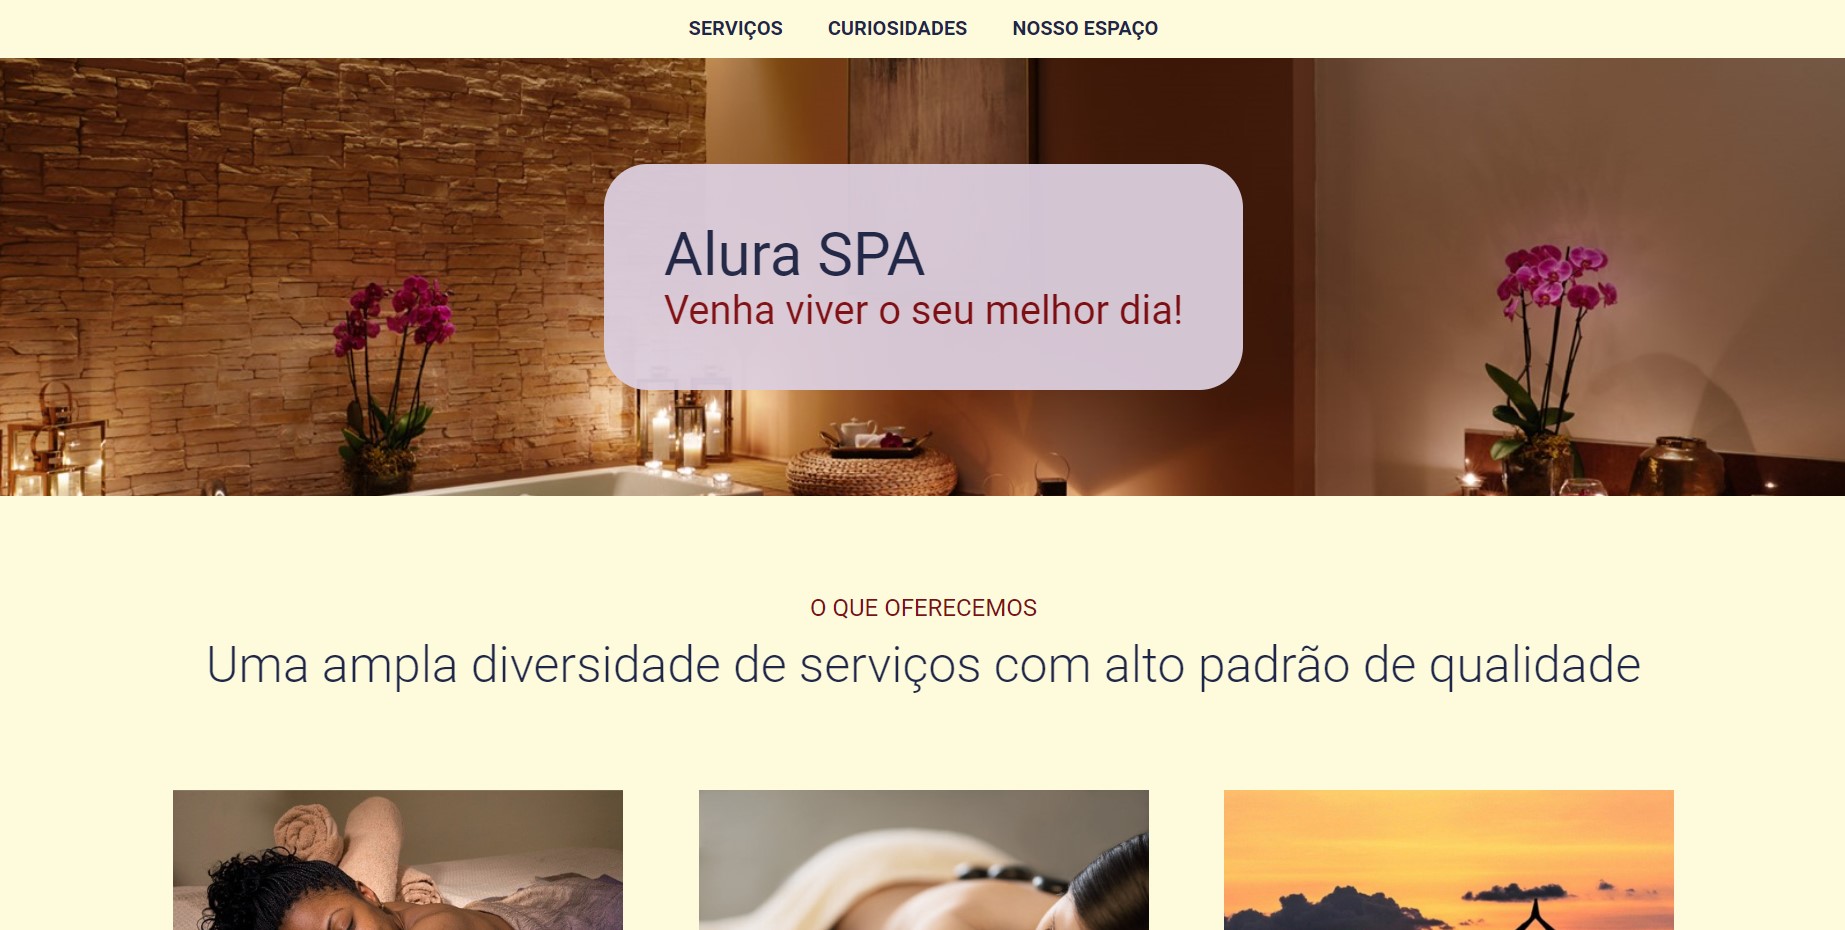 SERVIÇOS CURIOSIDADES NOSSO ESPAÇO
Alura SPA
Venha viver o seu melhor dia!
O QUE OFERECEMOS
Uma ampla diversidade de serviços com alto padrão de qualidade